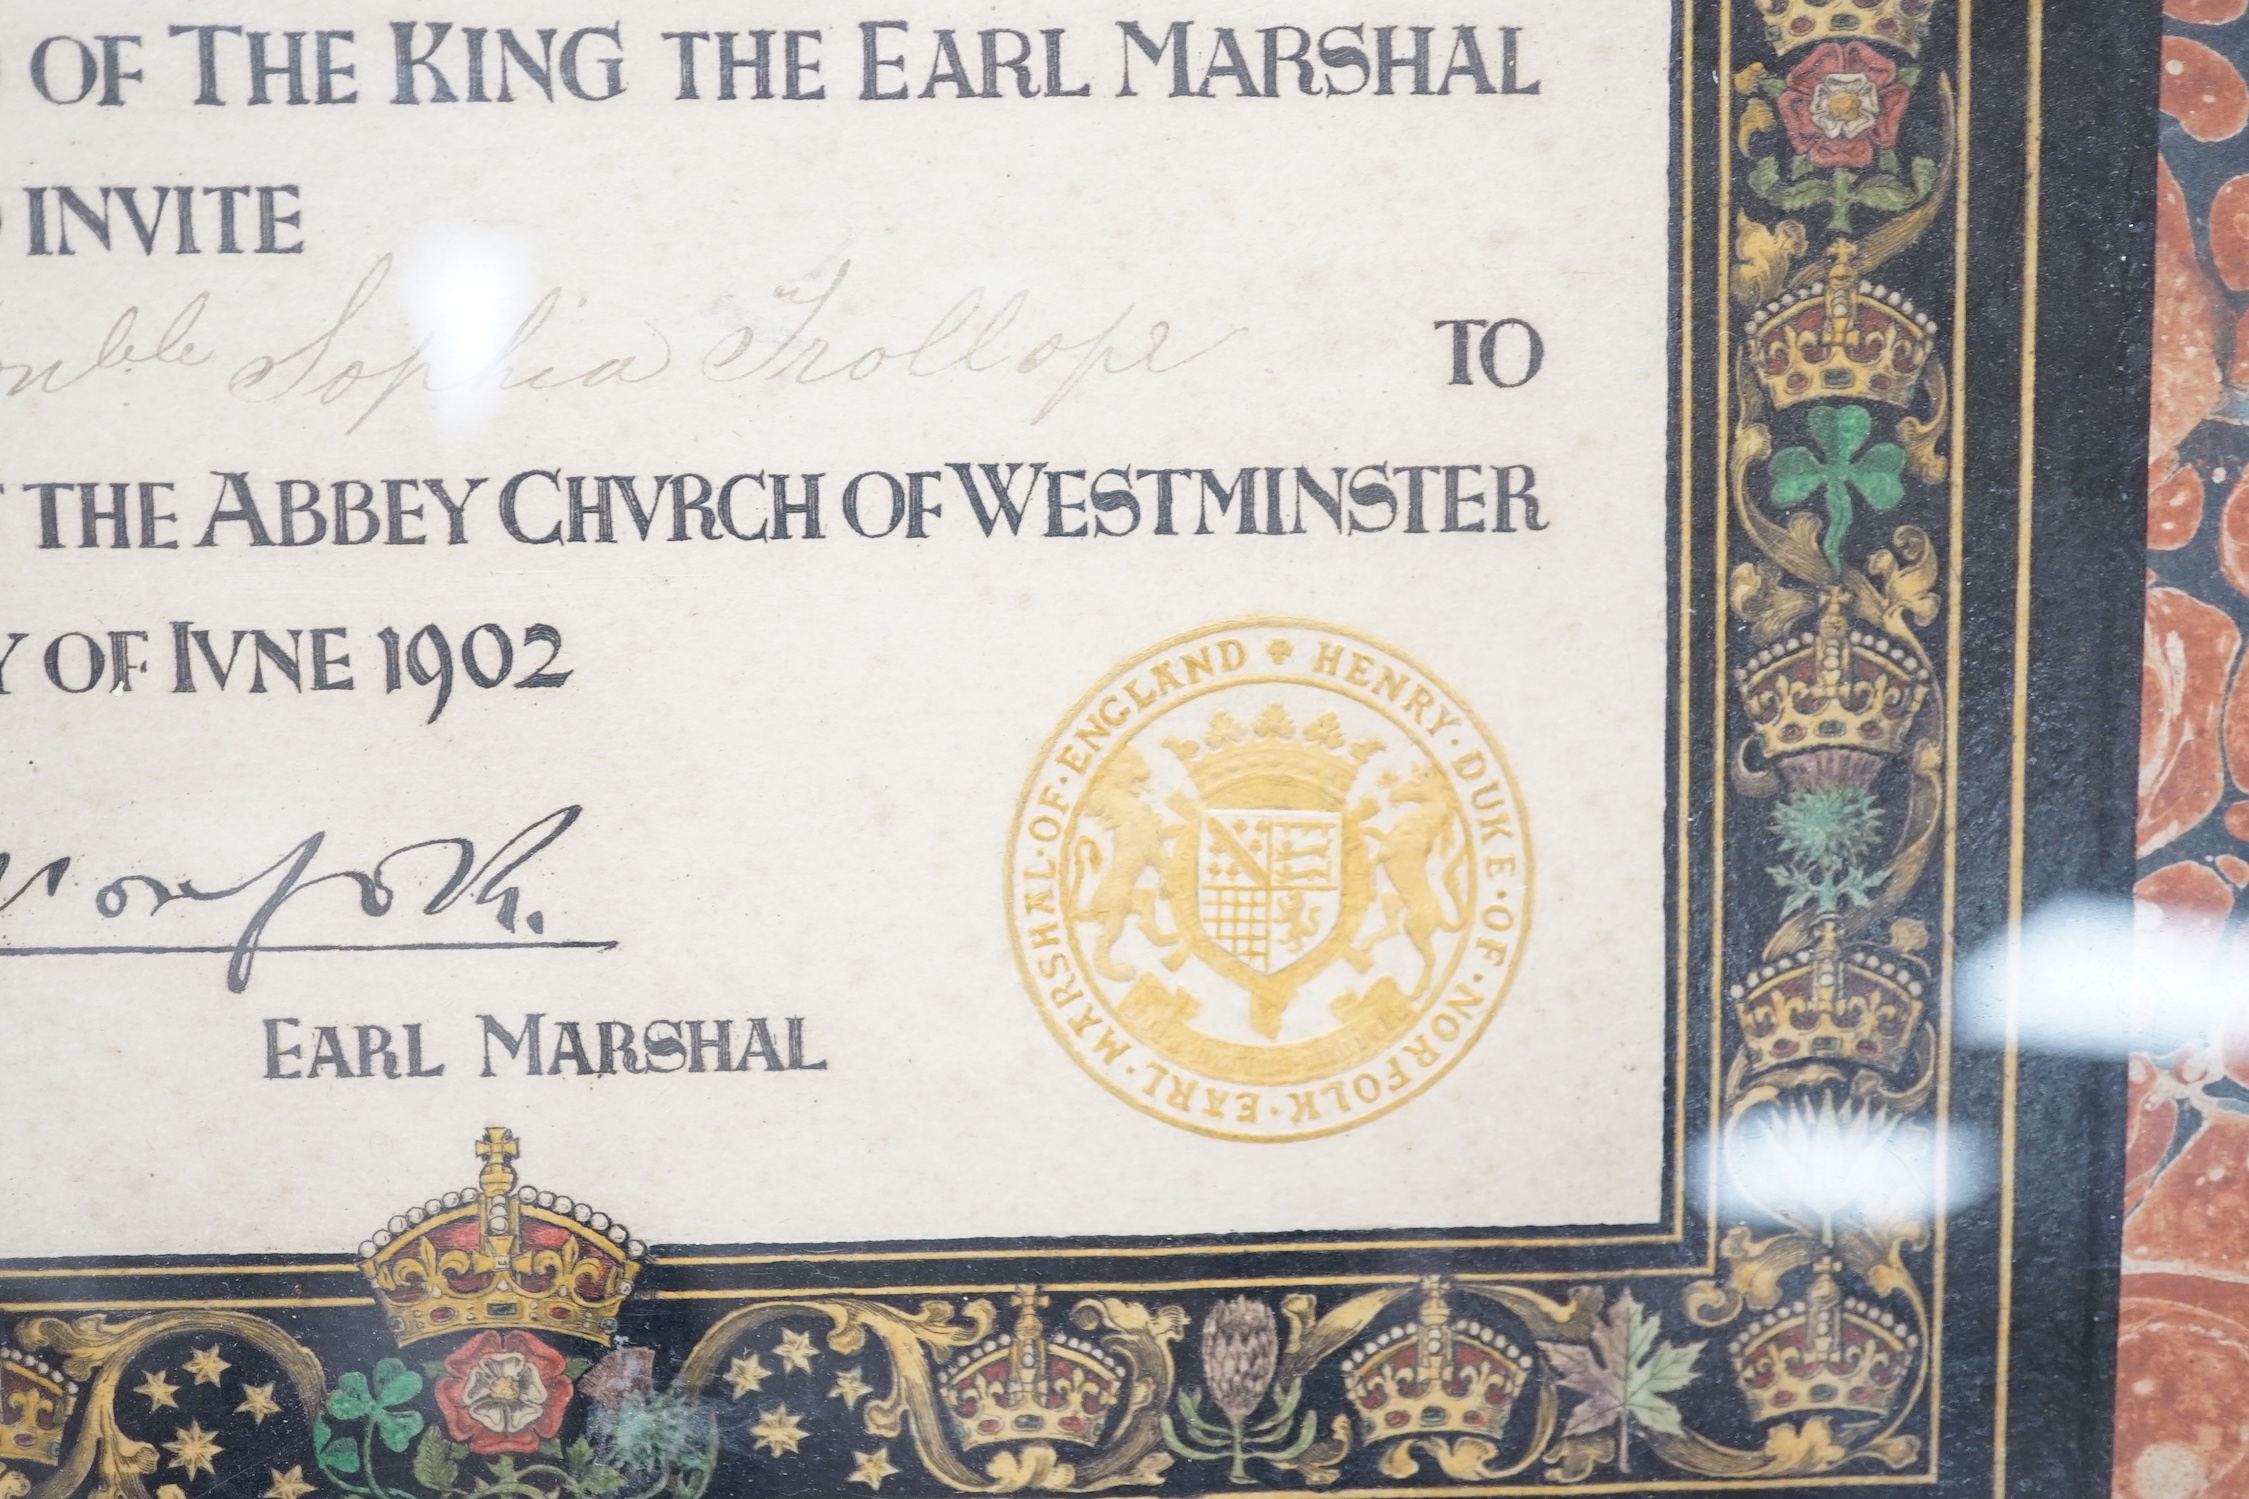 OF THE KING THE EARL MARSHAL
INVITE
Sophia Trollope TO
THE ABBEY CHVRCH OF WESTMINSTER
Y OF IVNE 1902
Norfolk.
EARL MARSHAL
HENRY · DUKE · OF · NORFOLK · EARL · MARSHAL · OF · ENGLAND